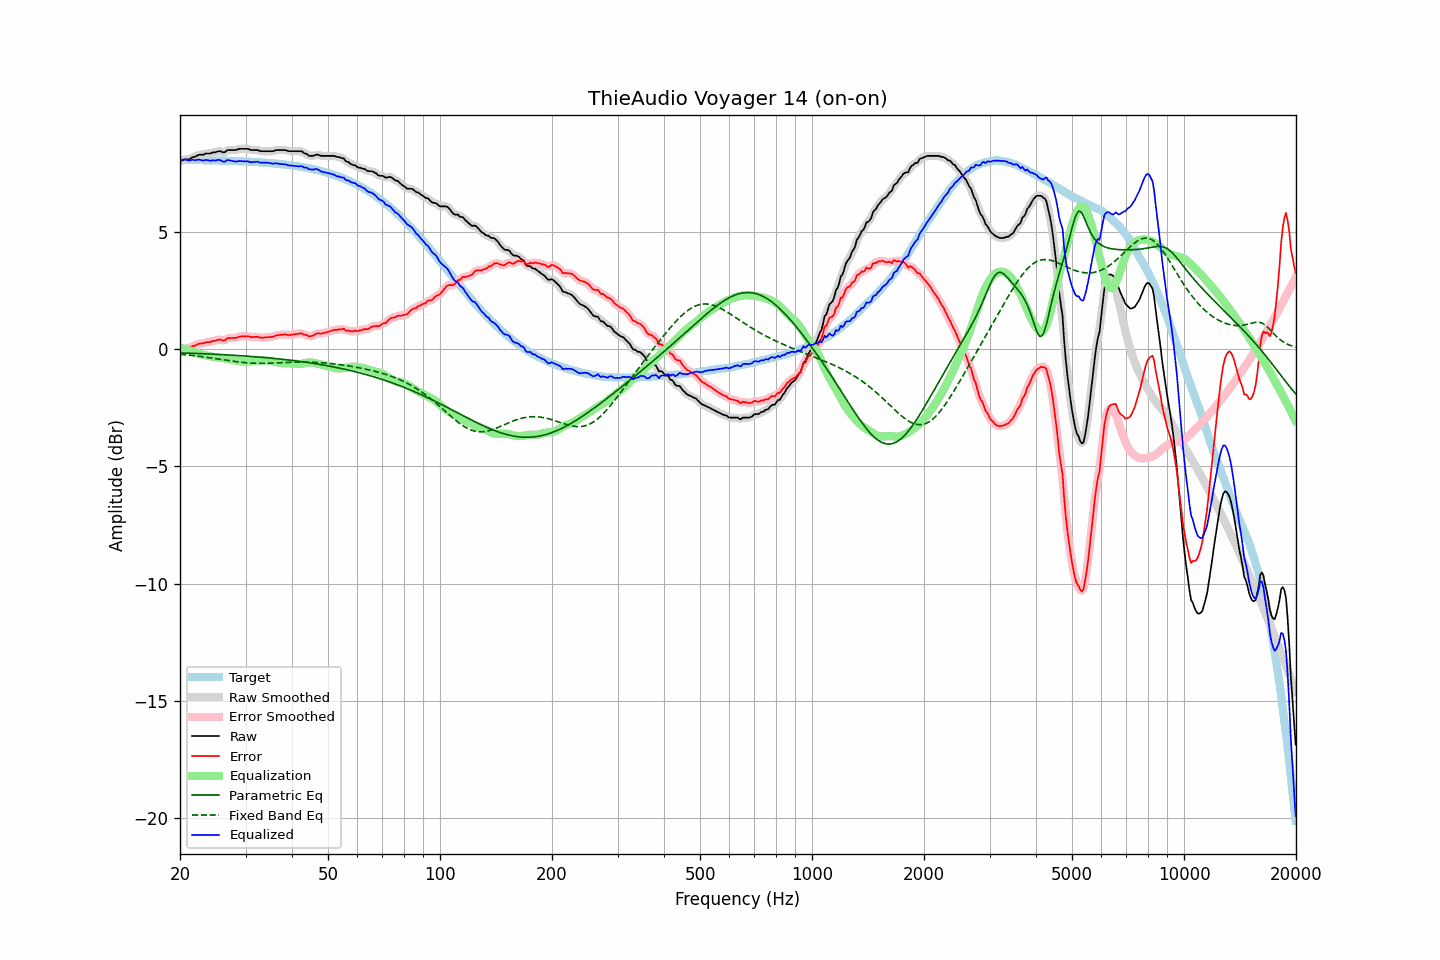 ThieAudio Voyager 14 (on-on)
Amplitude (dBr)
5
0
−5
−10
−15
−20
Target
Raw Smoothed
Error Smoothed
Raw
Error
Equalization
Parametric Eq
Fixed Band Eq
Equalized
20 50 100 200 500 1000 2000 5000 10000 20000
Frequency (Hz)